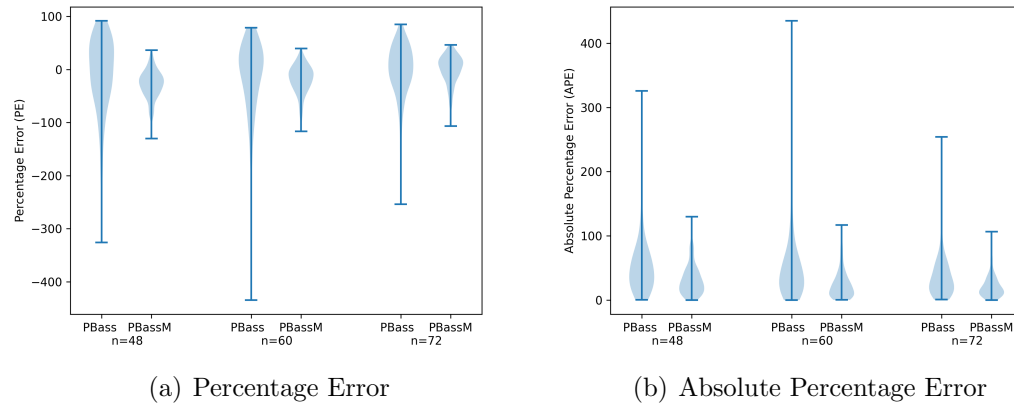 100
0
−100
−200
−300
−400
Percentage Error (PE)
PBass PBassM PBass PBassM PBass PBassM
n=48 n=60 n=72
(a) Percentage Error
400
300
200
100
0
Absolute Percentage Error (APE)
PBass PBassM PBass PBassM PBass PBassM
n=48 n=60 n=72
(b) Absolute Percentage Error